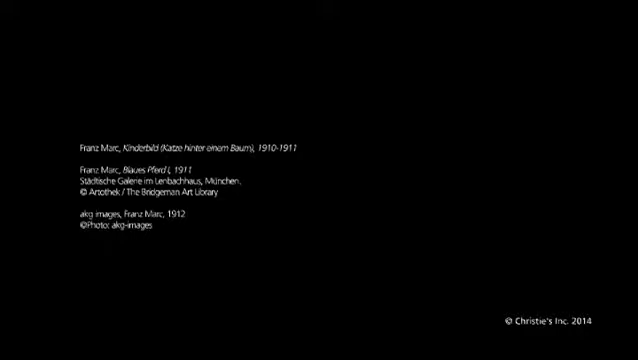 Franz Marc, Kinderbild (Katze hinter einem Baum), 1910-1911
Franz Marc, Blaues Pferd I, 1911
Städtische Galerie im Lenbachhaus, München.
© Artothek / The Bridgeman Art Library
akg images, Franz Marc, 1912
©Photo: akg-images
© Christie's Inc. 2014